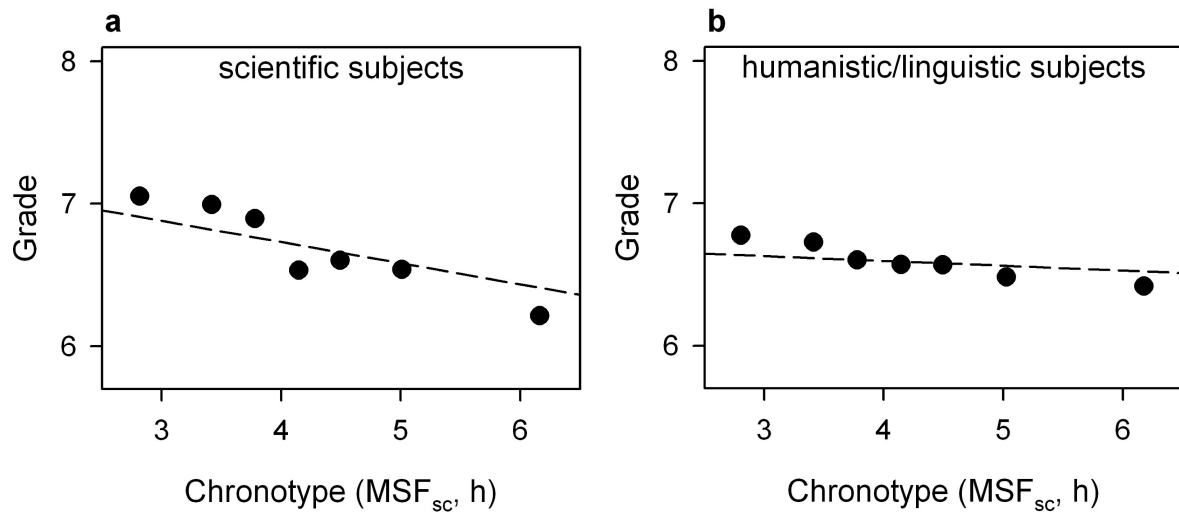 a
scientific subjects
8
7
6
Grade
3 4 5 6
Chronotype (MSFsc, h)
b
humanistic/linguistic subjects
8
7
6
Grade
3 4 5 6
Chronotype (MSFsc, h)